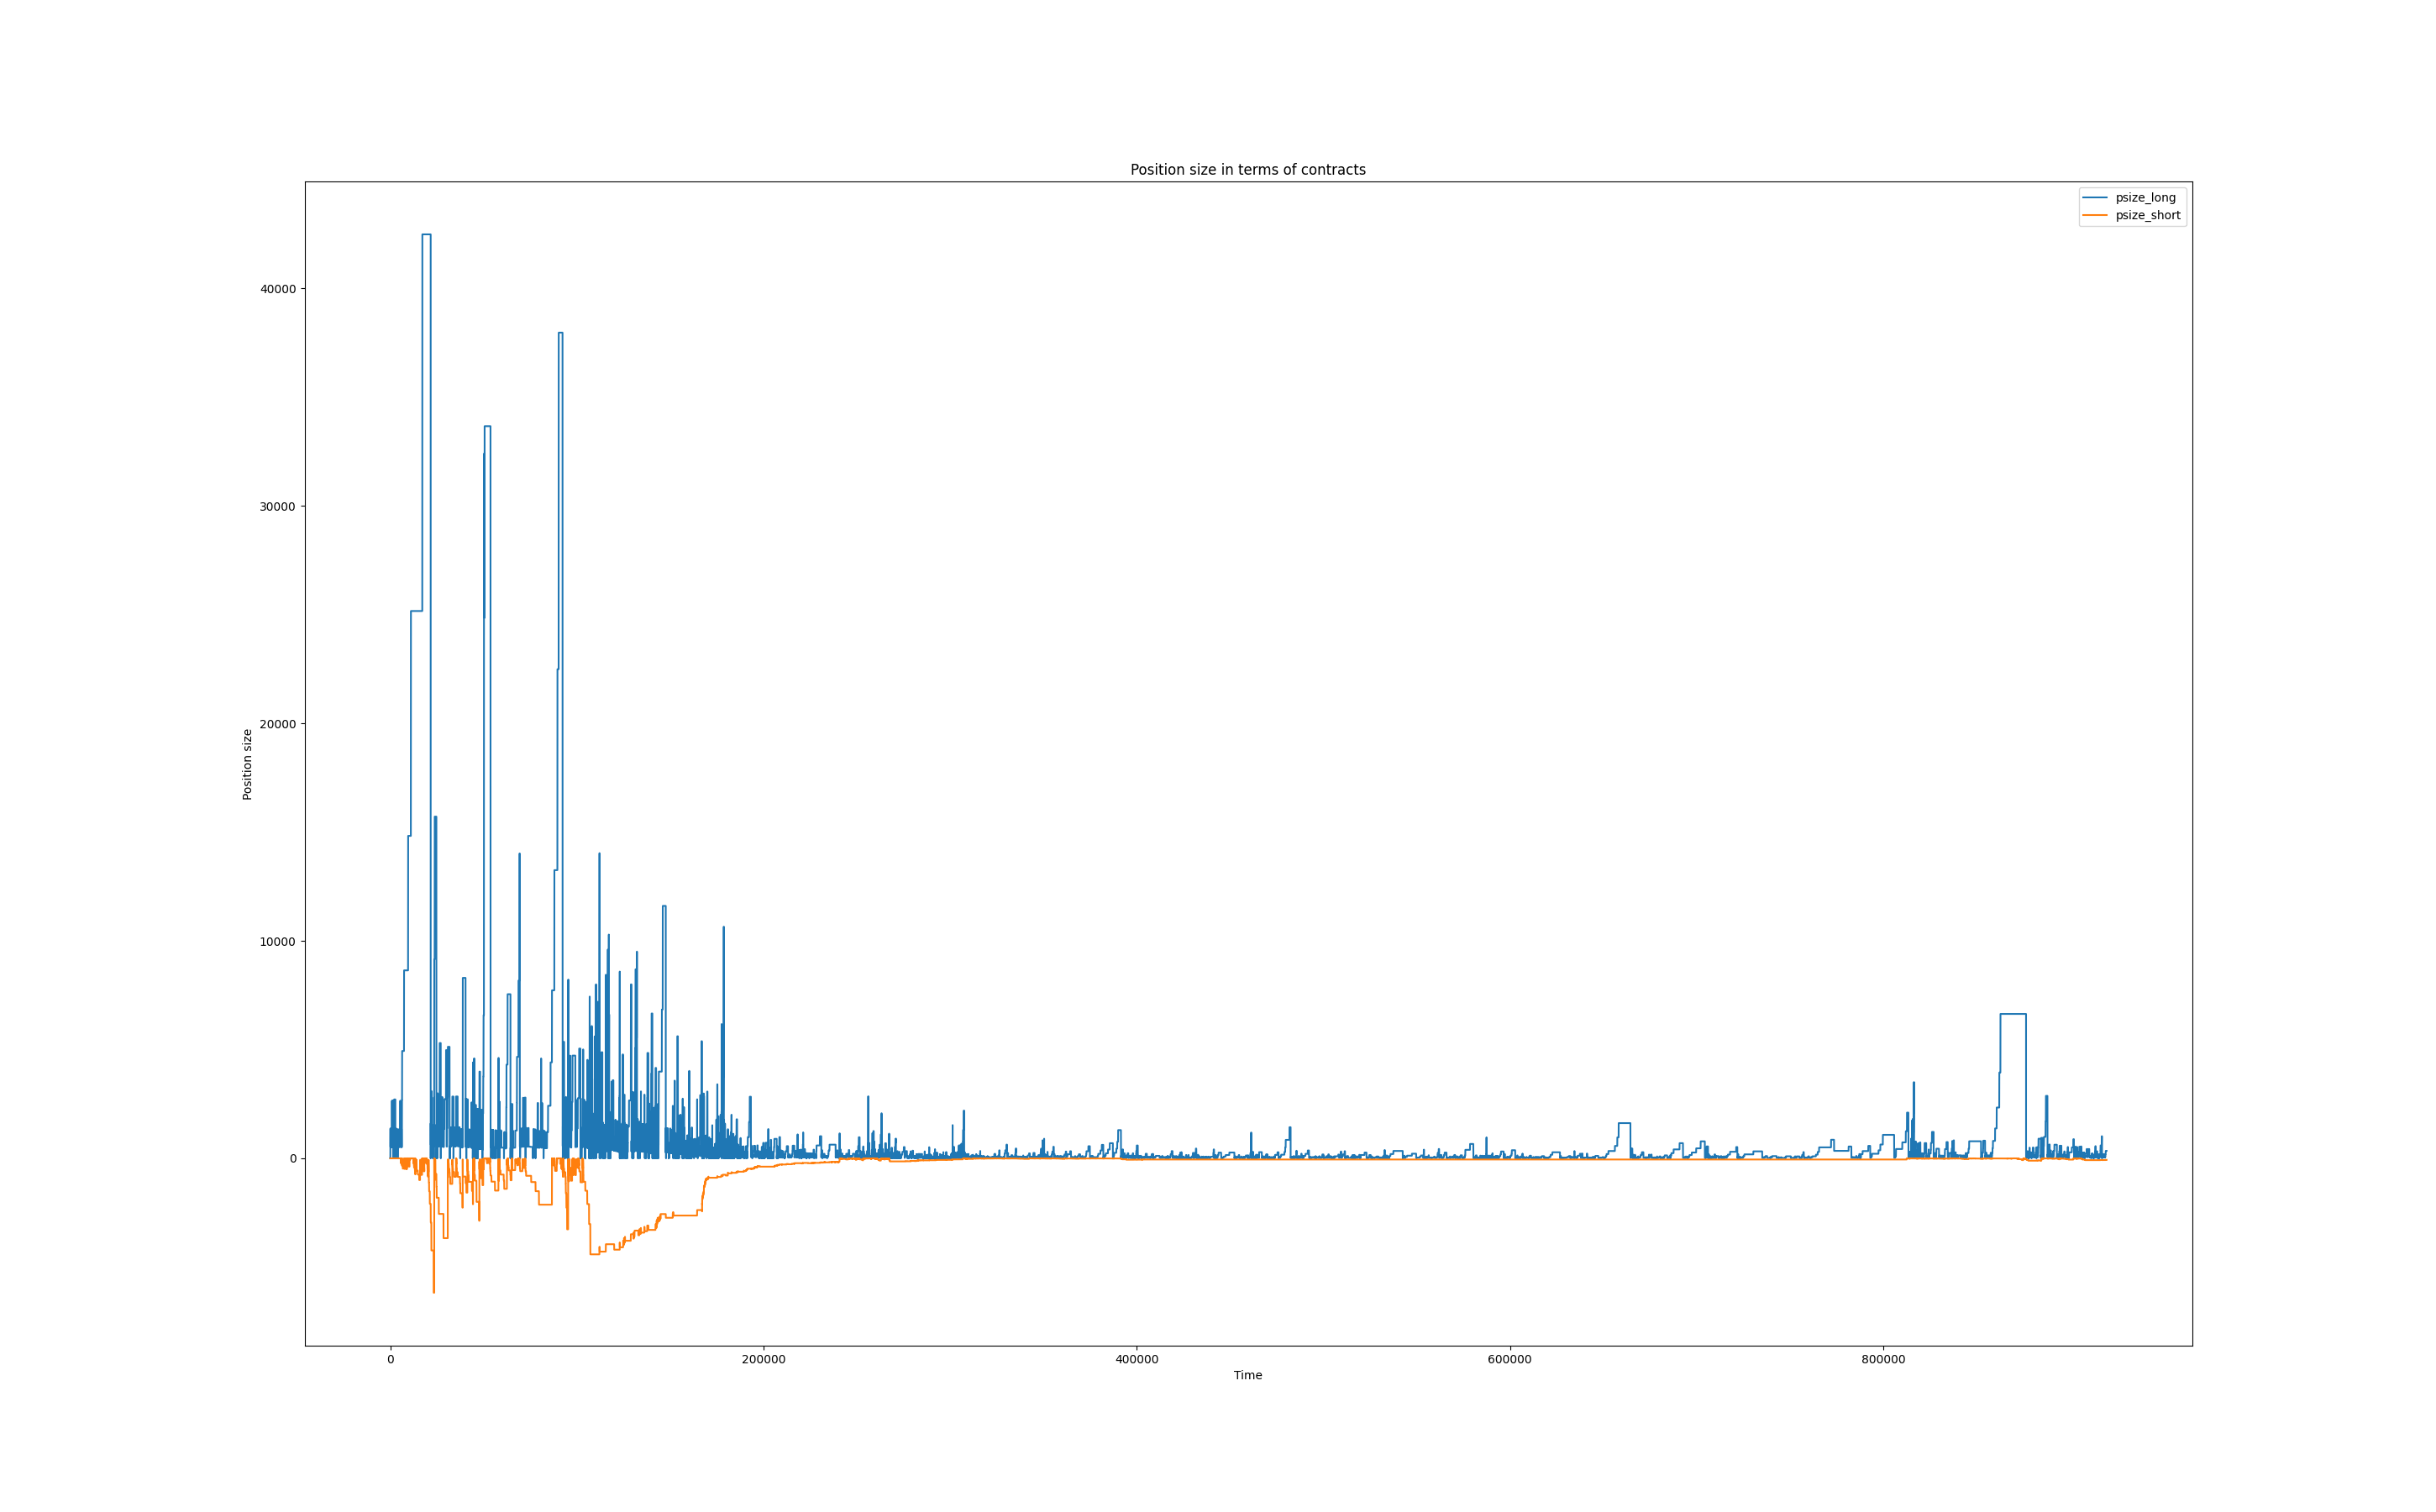 Position size in terms of contracts
psize_long
psize_short
40000
30000
20000
10000
0
Position size
0
200000
400000
600000
800000
Time